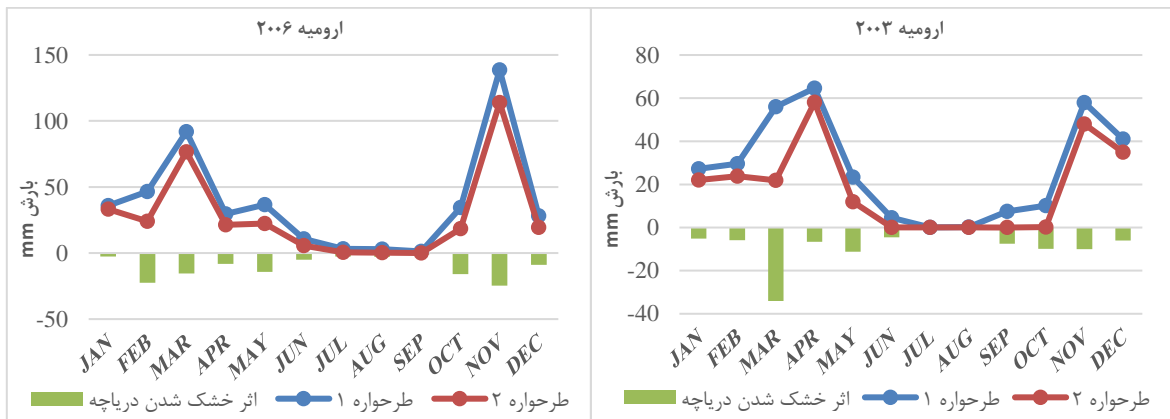 ارومیه ۲۰۰۶
بارش mm
150
100
50
0
-50
JAN FEB MAR APR MAY JUN JUL AUG SEP OCT NOV DEC
اثر خشک شدن دریاچه طرحواره ۱ طرحواره ۲
ارومیه ۲۰۰۳
بارش mm
80
60
40
20
0
-20
-40
JAN FEB MAR APR MAY JUN JUL AUG SEP OCT NOV DEC
اثر خشک شدن دریاچه طرحواره ۱ طرحواره ۲